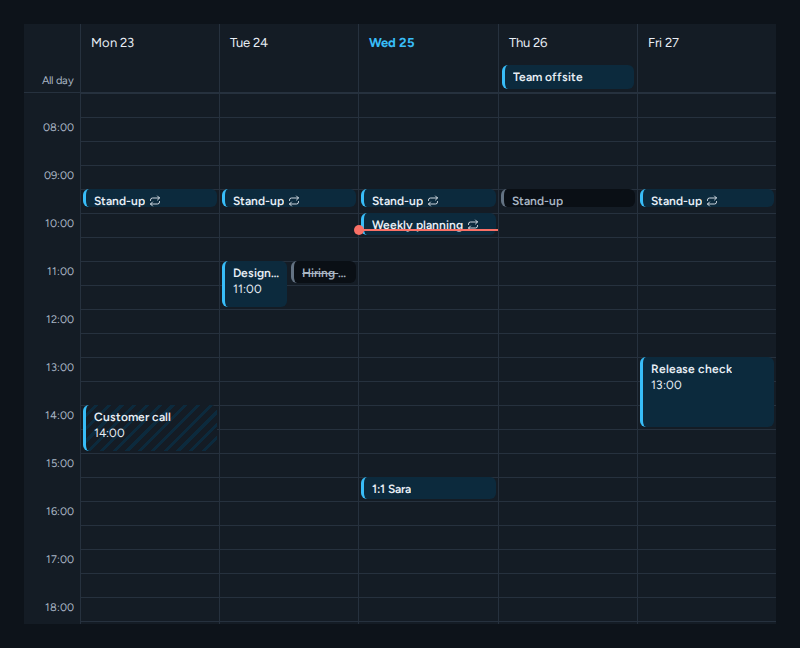 Mon 23
Tue 24
Wed 25
Thu 26
Fri 27
All day
Team offsite
08:00
09:00
Stand-up
Stand-up
Stand-up
Stand-up
Stand-up
10:00
Weekly planning
11:00
Design...
11:00
Hiring ...
12:00
13:00
Release check
13:00
14:00
Customer call
14:00
15:00
1:1 Sara
16:00
17:00
18:00